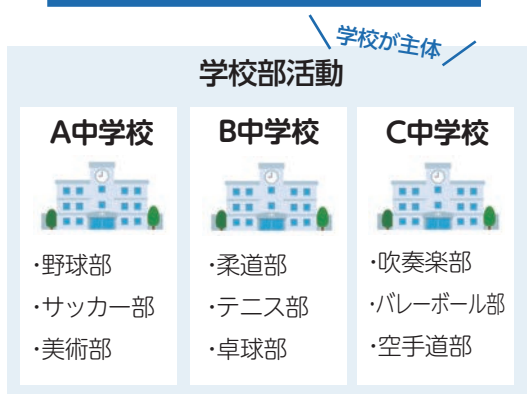 学校が主体
学校部活動
A中学校
・野球部
・サッカー部
・美術部
B中学校
・柔道部
・テニス部
・卓球部
C中学校
・吹奏楽部
・バレーボール部
・空手道部